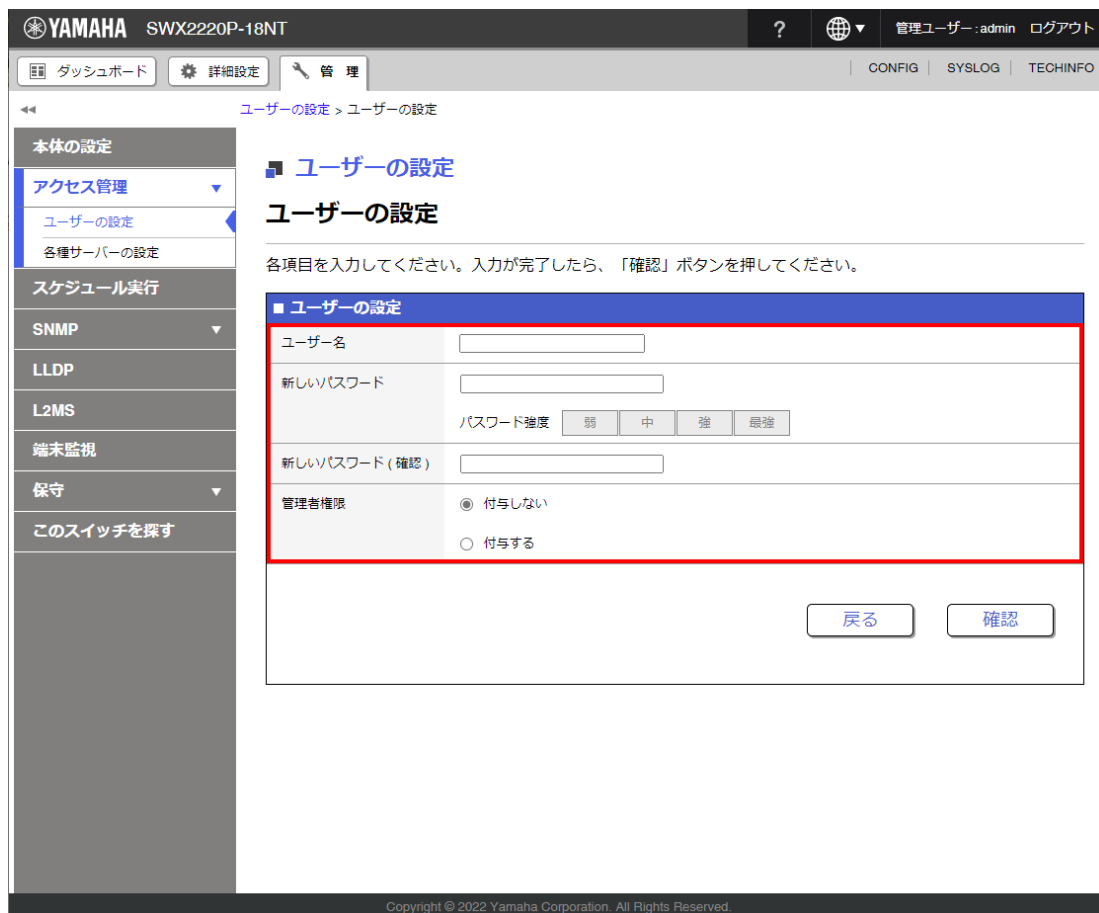 YAMAHA SWX2220P-18NT ? 管理ユーザー:admin ログアウト
ダッシュボード 詳細設定 管 理 CONFIG SYSLOG TECHINFO
ユーザーの設定 > ユーザーの設定
本体の設定
アクセス管理
ユーザーの設定
各種サーバーの設定
スケジュール実行
SNMP
LLDP
L2MS
端末監視
保守
このスイッチを探す
ユーザーの設定
ユーザーの設定
各項目を入力してください。入力が完了したら、「確認」ボタンを押してください。
■ ユーザーの設定
ユーザー名
新しいパスワード
パスワード強度 弱 中 強 最強
新しいパスワード ( 確認 )
管理者権限 付与しない
付与する
戻る 確認
Copyright © 2022 Yamaha Corporation. All Rights Reserved.